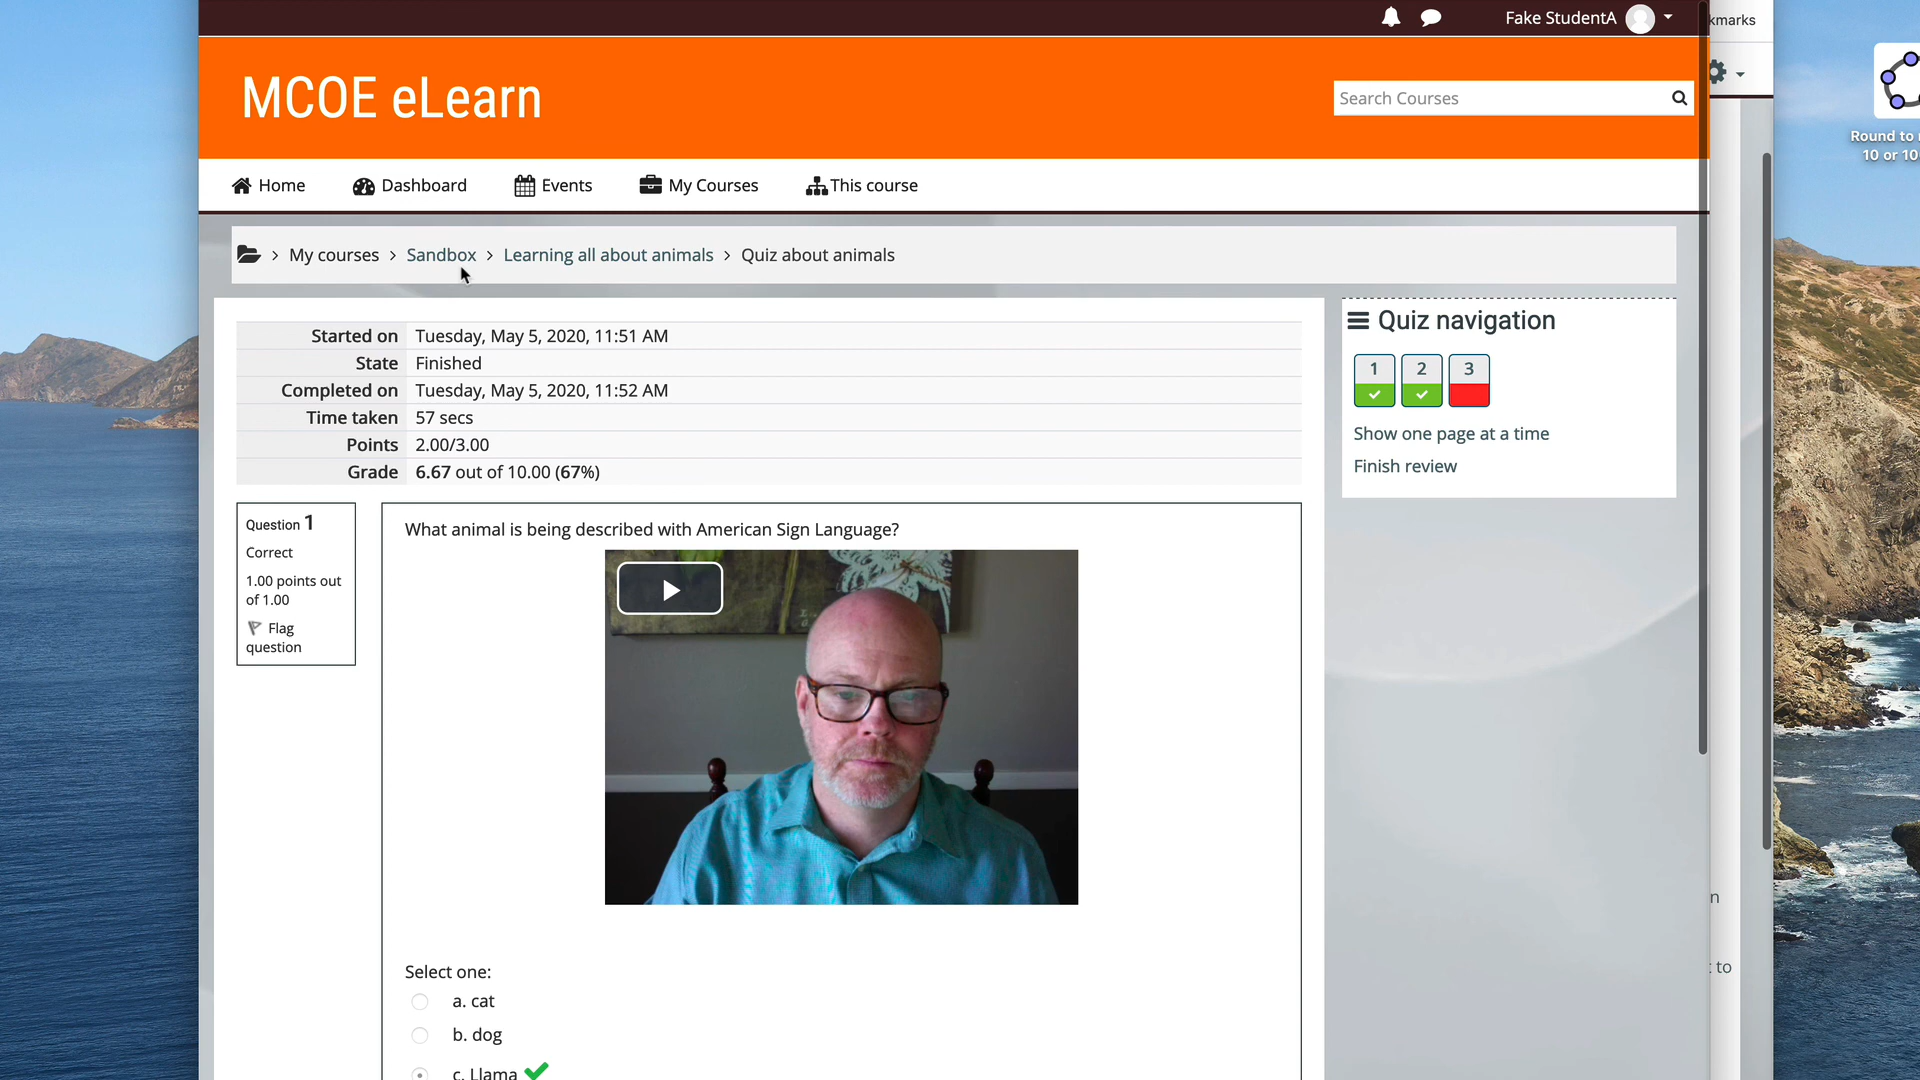 Fake StudentA
kmarks
MCOE eLearn
Search Courses
Round to
10 or 10
Home
Dashboard
Events
My Courses
This course
> My courses > Sandbox > Learning all about animals > Quiz about animals
Started on Tuesday, May 5, 2020, 11:51 AM
State Finished
Completed on Tuesday, May 5, 2020, 11:52 AM
Time taken 57 secs
Points 2.00/3.00
Grade 6.67 out of 10.00 (67%)
Quiz navigation
1 2 3
Show one page at a time
Finish review
Question 1
Correct
1.00 points out
of 1.00
Flag
question
What animal is being described with American Sign Language?
Select one:
a. cat
b. dog
c. Llama
n
to